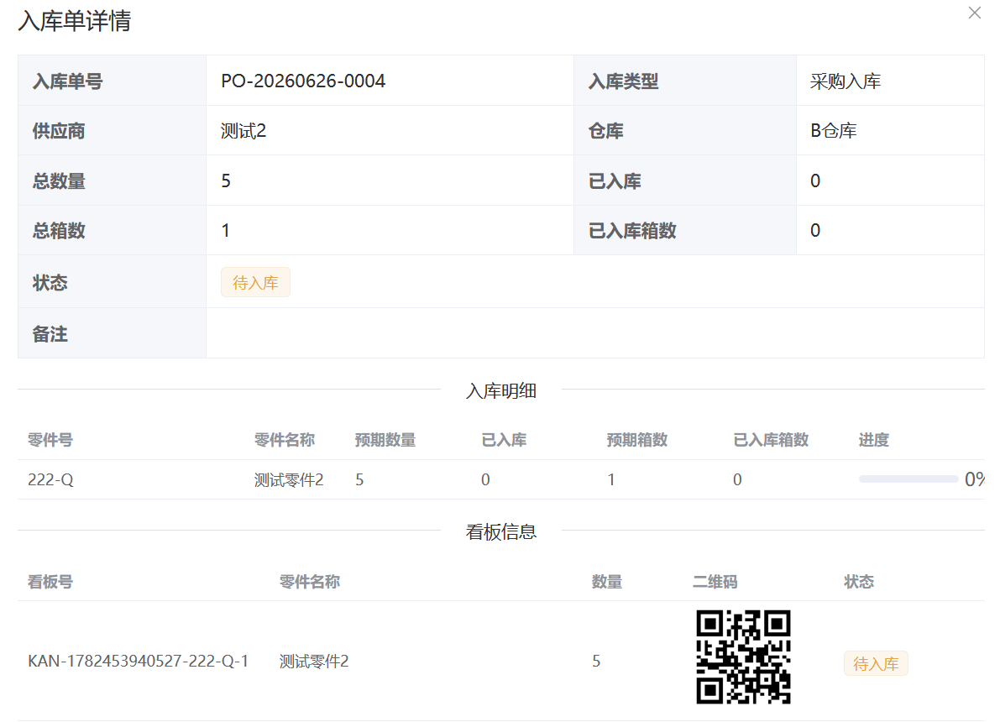 入库单详情
入库单号 PO-20260626-0004 入库类型 采购入库
供应商 测试2 仓库 B仓库
总数量 5 已入库 0
总箱数 1 已入库箱数 0
状态 待入库
备注
入库明细
零件号 零件名称 预期数量 已入库 预期箱数 已入库箱数 进度
222-Q 测试零件2 5 0 1 0 0%
看板信息
看板号 零件名称 数量 二维码 状态
KAN-1782453940527-222-Q-1 测试零件2 5 待入库